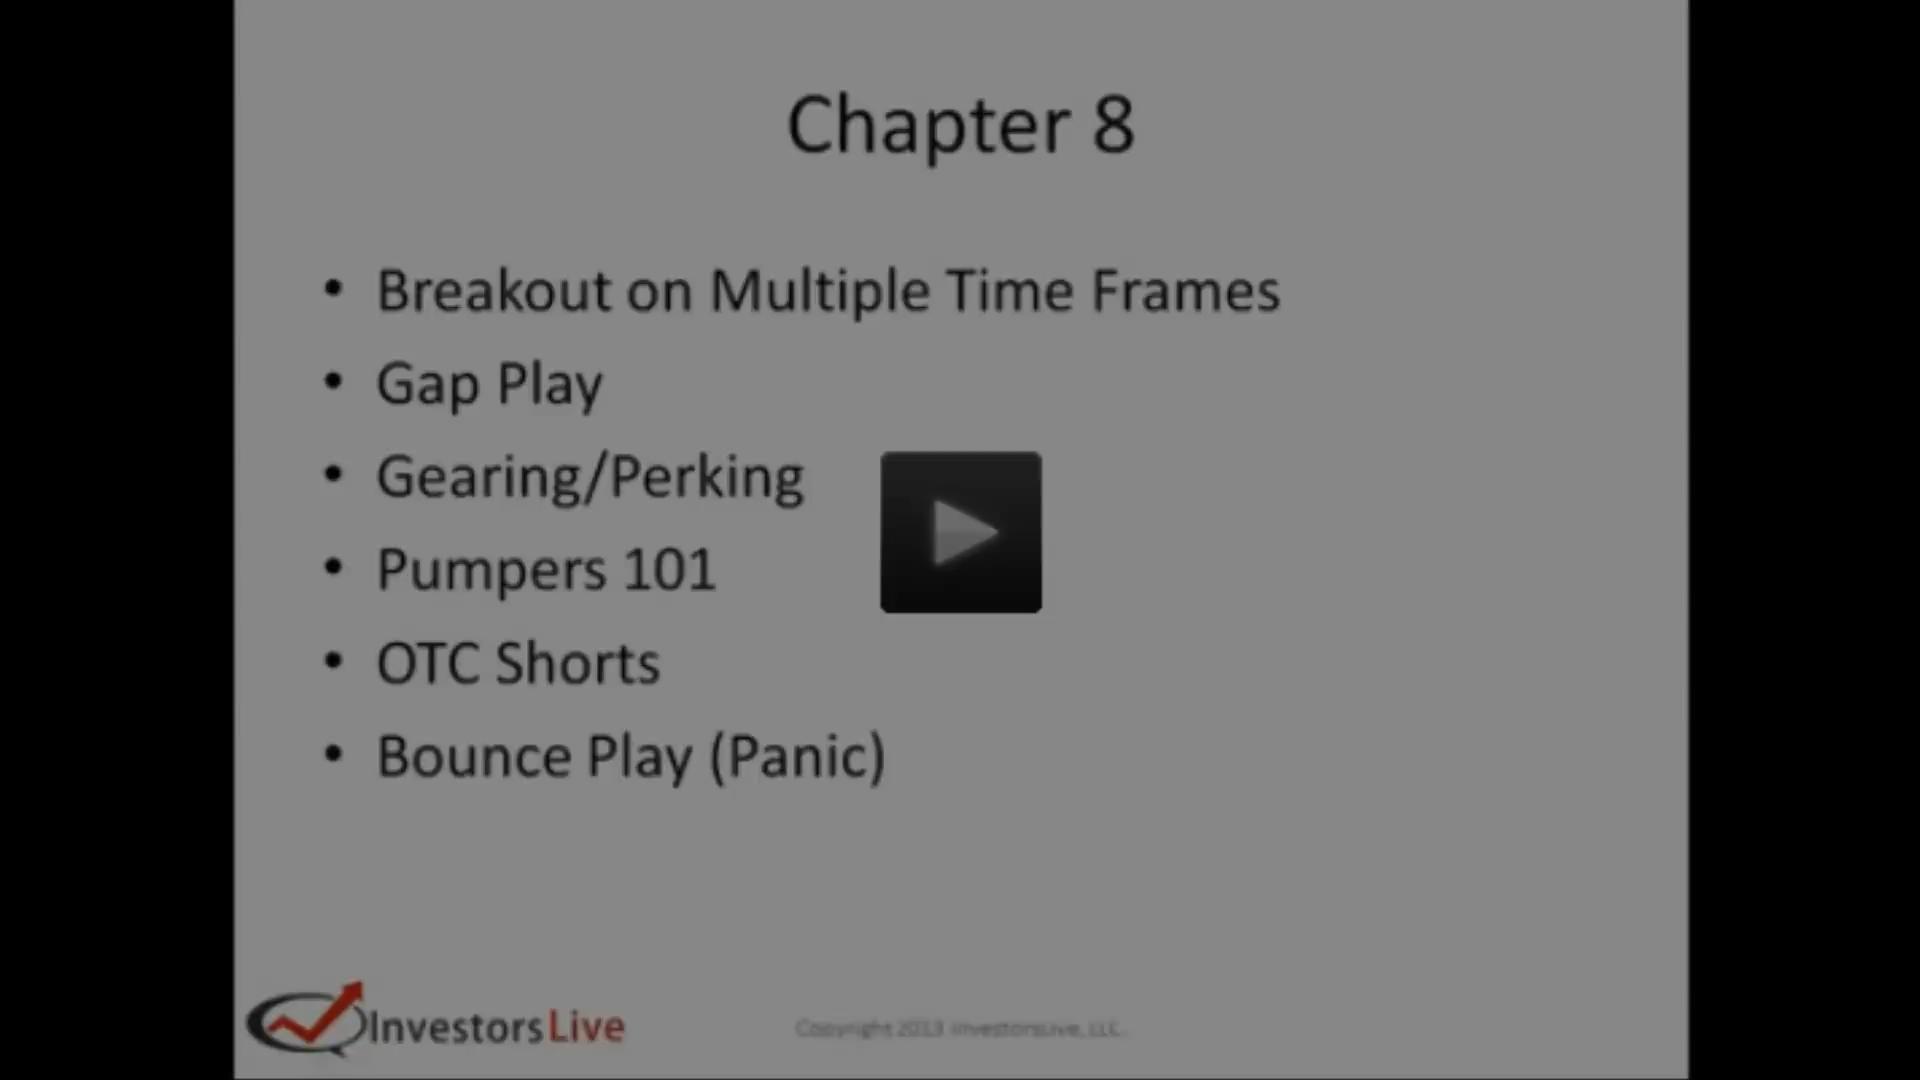 Chapter 8
• Breakout on Multiple Time Frames
• Gap Play
• Gearing/Perking
• Pumpers 101
• OTC Shorts
• Bounce Play (Panic)
InvestorsLive
Copyright 2013 InvestorsLive, LLC.